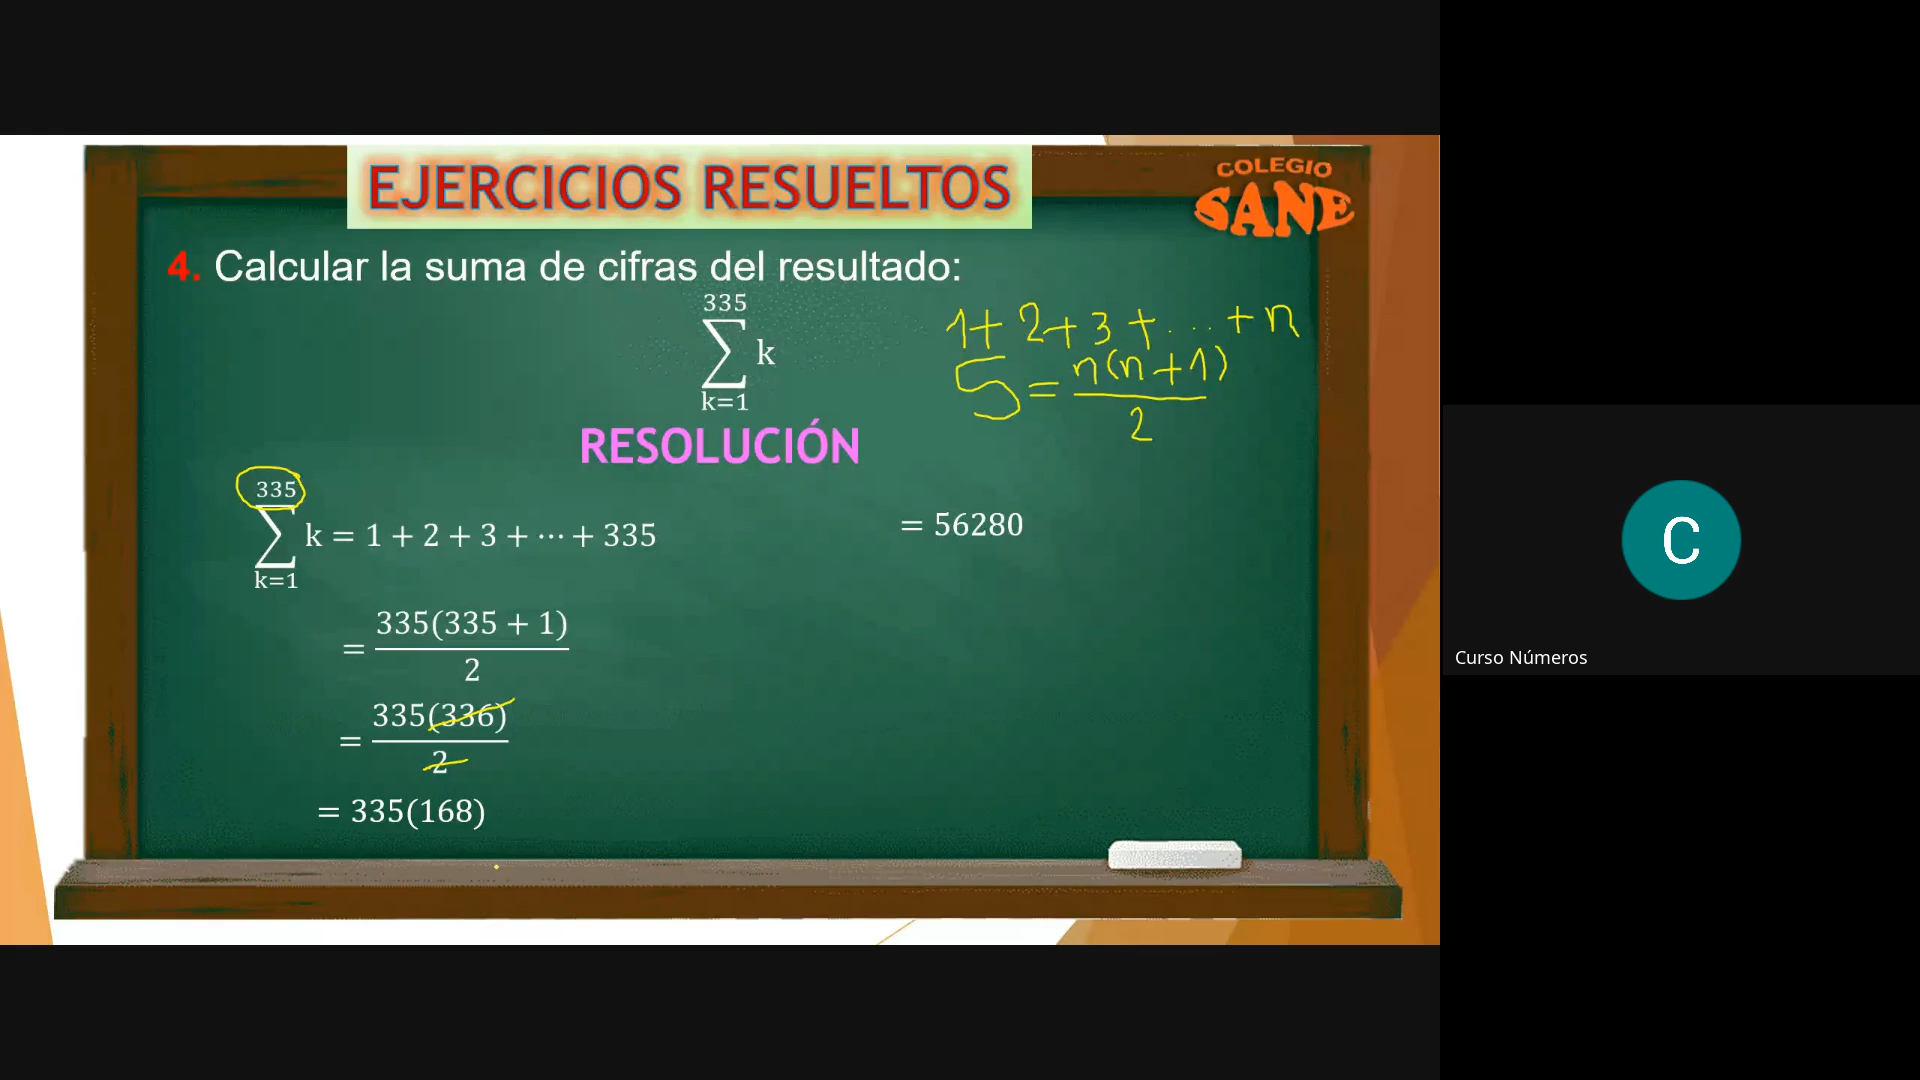 EJERCICIOS RESUELTOS
COLEGIO
SANE
4. Calcular la suma de cifras del resultado:
335
∑ k
k=1
1+2+3+...+n
S = n(n+1)
2
RESOLUCIÓN
335
∑ k = 1 + 2 + 3 + ⋯ + 335
k=1
= 335(335 + 1)
2
= 335(336)
2
= 335(168)
= 56280
C
Curso Números